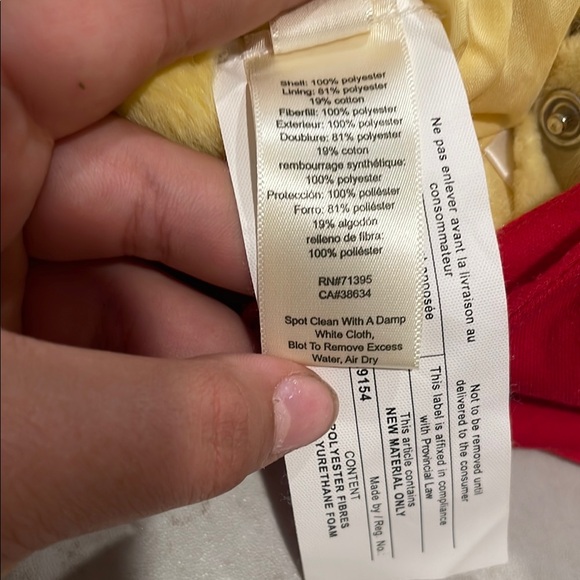 Shell: 100% polyester
Lining: 81% polyester
19% cotton
Fiberfill: 100% polyester
Exterieur: 100% polyester
Doublure: 81% polyester
19% coton
rembourrage synthétique:
100% polyester
Protección: 100% poliéster
Forro: 81% poliéster
19% algodón
relleno de fibra:
100% poliéster
RN#71395
CA#38634
Spot Clean With A Damp
White Cloth,
Blot To Remove Excess
Water, Air Dry
Ne pas enlever avant la livraison au
consommateur
Not to be removed until
delivered to the consumer
This label is affixed in compliance
with Provincial Law
This article contains
NEW MATERIAL ONLY
Made by / Reg. No.
9154
CONTENT
POLYESTER FIBRES
YURETHANE FOAM